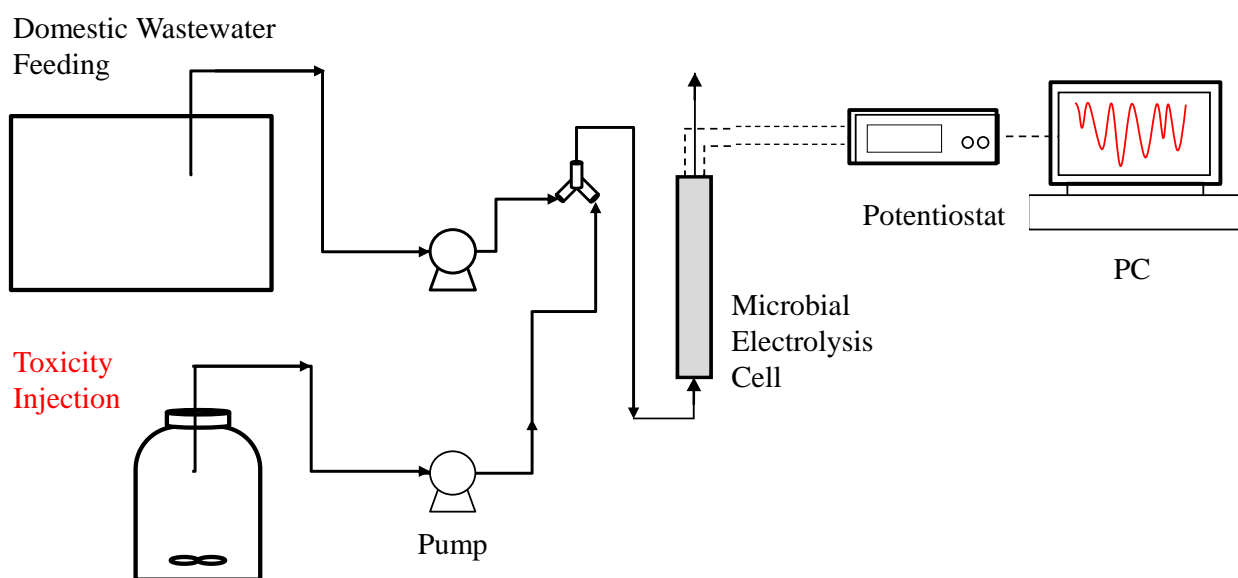 Domestic Wastewater
Feeding
Potentiostat
PC
Microbial
Electrolysis
Cell
Toxicity
Injection
Pump